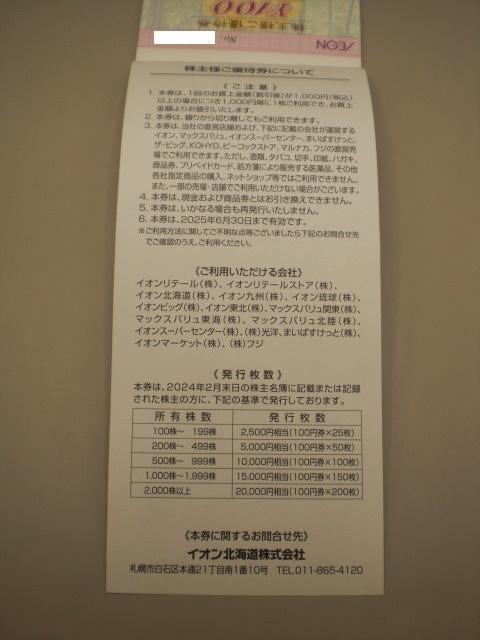 株主様ご優待券
¥100
No.
ÆON
株主様ご優待券について
《ご注意》
1. 本券は、1回のお買上金額(割引後)が1,000円(税込)
以上の場合につき1,000円毎に1枚ご利用でき、お買上
金額よりお値引いたします。
2. 本券は、綴りから切り離してもご利用できます。
3. 本券は、当社の直営店舗および、下記に記載の会社が運営する
イオン、マックスバリュ、イオンスーパーセンター、まいばすけっと、
ザ・ビッグ、KOHYO、ピーコックストア、マルナカ、フジの直営売
場でご利用できます。ただし、酒類、タバコ、切手、印紙、ハガキ、
商品券、プリペイドカード、処方箋により販売する医薬品、その他
各社指定商品の購入、ネットショップ等ではご利用できません。
また、一部の売場・店舗でご利用いただけない場合がございます。
4. 本券は、現金および商品券とはお引き換えできません。
5. 本券は、いかなる場合も再発行いたしません。
6. 本券は、2025年6月30日まで有効です。
※ご利用方法に関してご不明な点等ございましたら下記のお問合せ先
でご確認のうえ、ご利用ください。
《ご利用いただける会社》
イオンリテール(株)、イオンリテールストア(株)、
イオン北海道(株)、イオン九州(株)、イオン琉球(株)、
イオンビッグ(株)、イオン東北(株)、マックスバリュ関東(株)、
マックスバリュ東海(株)、マックスバリュ北陸(株)、
イオンスーパーセンター(株)、(株)光洋、まいばすけっと(株)、
イオンマーケット(株)、(株)フジ
《発行枚数》
本券は、2024年2月末日の株主名簿に記載または記録
された株主の方に、下記の基準で発行しております。
所有株数 発行枚数
100株〜 199株 2,500円相当(100円券×25枚)
200株〜 499株 5,000円相当(100円券×50枚)
500株〜 999株 10,000円相当(100円券×100枚)
1,000株〜1,999株 15,000円相当(100円券×150枚)
2,000株以上 20,000円相当(100円券×200枚)
《本券に関するお問合せ先》
イオン北海道株式会社
札幌市白石区本通21丁目南1番10号 TEL.011-865-4120